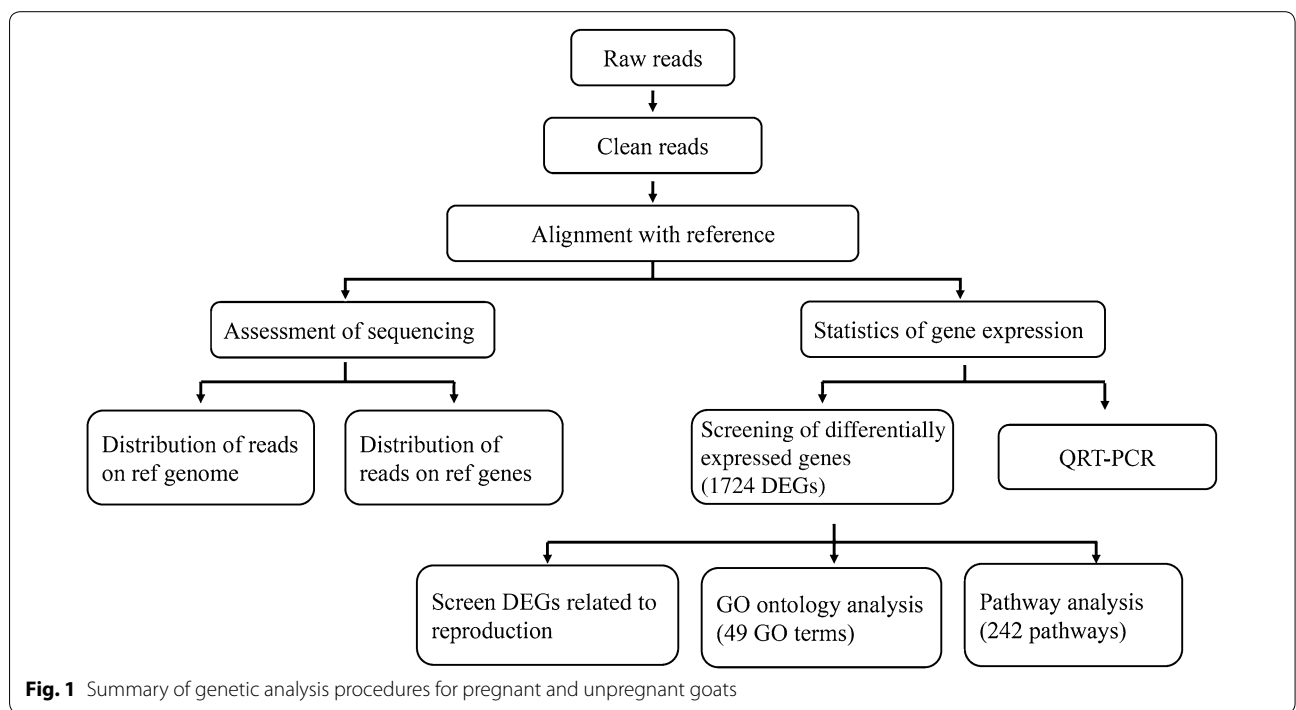 Raw reads
Clean reads
Alignment with reference
Assessment of sequencing
Statistics of gene expression
Distribution of reads
on ref genome
Distribution of
reads on ref genes
Screening of differentially
expressed genes
(1724 DEGs)
QRT-PCR
Screen DEGs related to
reproduction
GO ontology analysis
(49 GO terms)
Pathway analysis
(242 pathways)
Fig. 1 Summary of genetic analysis procedures for pregnant and unpregnant goats